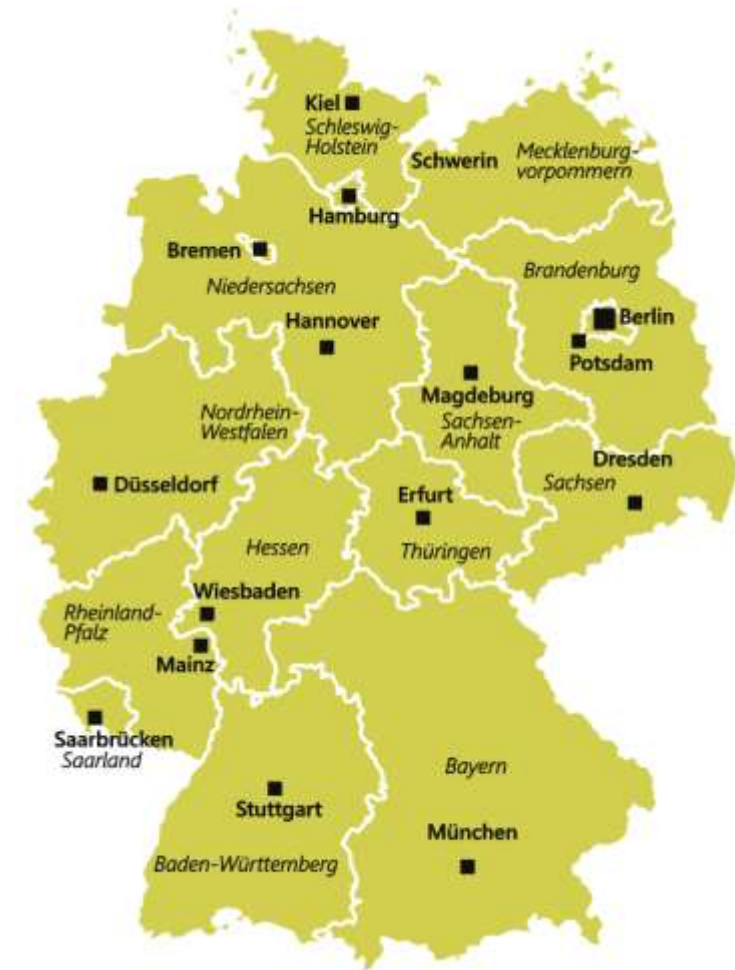 Kiel
Schleswig-
Holstein
Schwerin
Mecklenburg-
vorpommern
Hamburg
Bremen
Niedersachsen
Brandenburg
Hannover
Berlin
Potsdam
Magdeburg
Sachsen-
Anhalt
Nordrhein-
Westfalen
Düsseldorf
Dresden
Sachsen
Erfurt
Thüringen
Hessen
Wiesbaden
Rheinland-
Pfalz
Mainz
Saarbrücken
Saarland
Bayern
Stuttgart
München
Baden-Württemberg